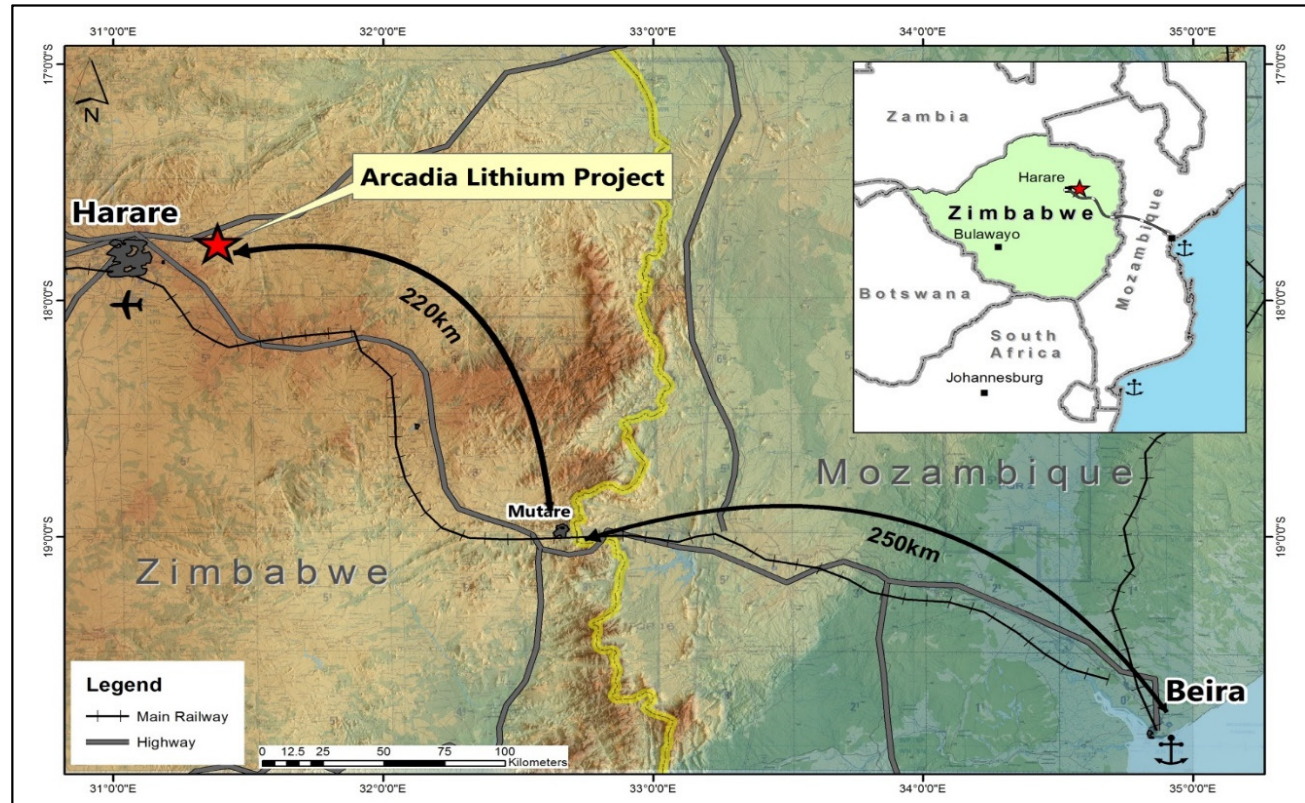 31°0'0"E
32°0'0"E
33°0'0"E
34°0'0"E
35°0'0"E
17°0'0"S
17°0'0"S
N
Arcadia Lithium Project
Harare
220km
18°0'0"S
18°0'0"S
Zambia
Harare
Zimbabwe
Bulawayo
Mozambique
Botswana
South
Africa
Johannesburg
Mozambique
Mutare
19°0'0"S
19°0'0"S
250km
Zimbabwe
Beira
Legend
Main Railway
Highway
0 12.5 25 50 75 100
Kilometers
31°0'0"E
32°0'0"E
33°0'0"E
34°0'0"E
35°0'0"E